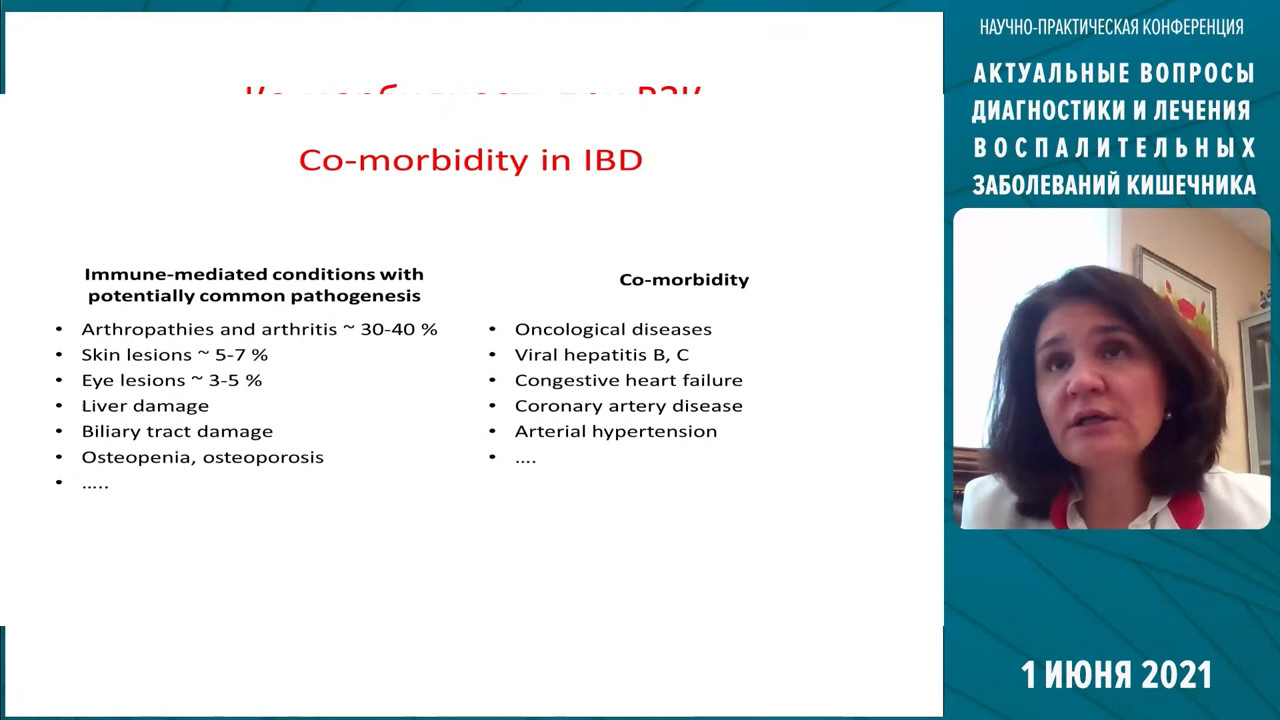 Co-morbidity in IBD
Immune-mediated conditions with
potentially common pathogenesis
• Arthropathies and arthritis ~ 30-40 %
• Skin lesions ~ 5-7 %
• Eye lesions ~ 3-5 %
• Liver damage
• Biliary tract damage
• Osteopenia, osteoporosis
• .....
Co-morbidity
• Oncological diseases
• Viral hepatitis B, C
• Congestive heart failure
• Coronary artery disease
• Arterial hypertension
• ....
НАУЧНО-ПРАКТИЧЕСКАЯ КОНФЕРЕНЦИЯ
АКТУАЛЬНЫЕ ВОПРОСЫ
ДИАГНОСТИКИ И ЛЕЧЕНИЯ
ВОСПАЛИТЕЛЬНЫХ
ЗАБОЛЕВАНИЙ КИШЕЧНИКА
1 ИЮНЯ 2021